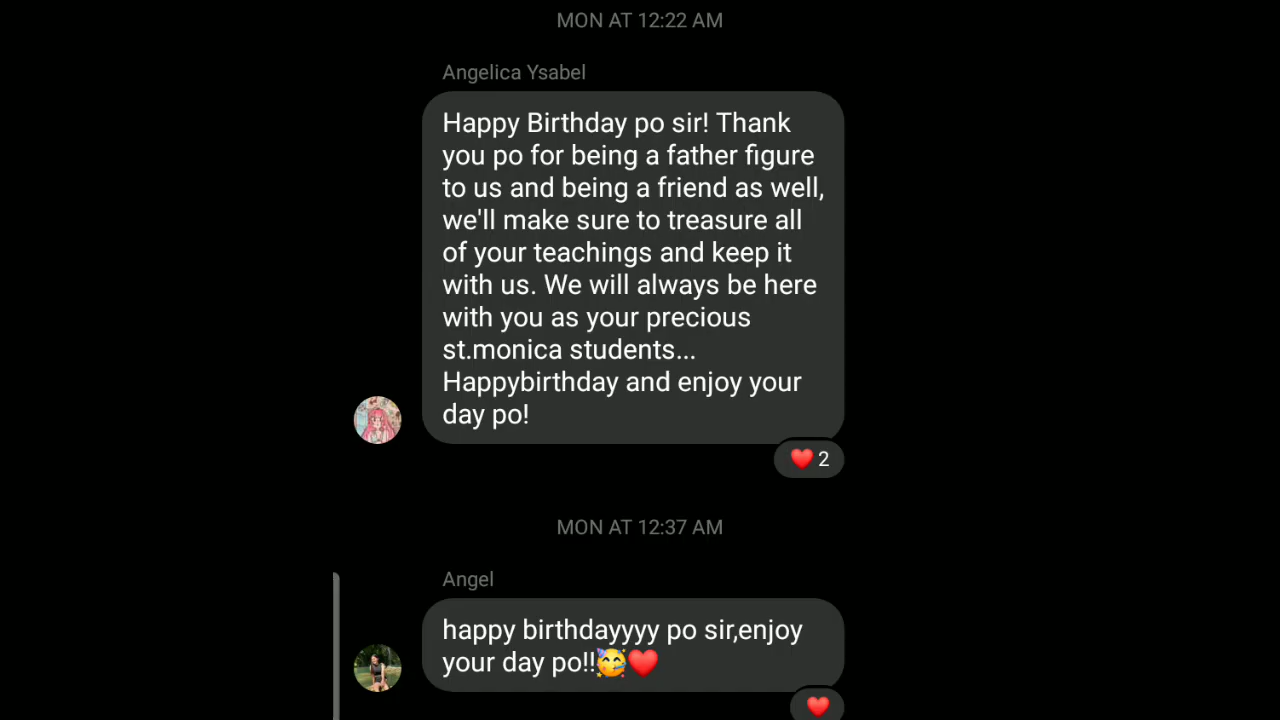 MON AT 12:22 AM
Angelica Ysabel
Happy Birthday po sir! Thank
you po for being a father figure
to us and being a friend as well,
we'll make sure to treasure all
of your teachings and keep it
with us. We will always be here
with you as your precious
st.monica students...
Happybirthday and enjoy your
day po!
❤️ 2
MON AT 12:37 AM
Angel
happy birthdayyyy po sir,enjoy
your day po!!🥳❤️
❤️